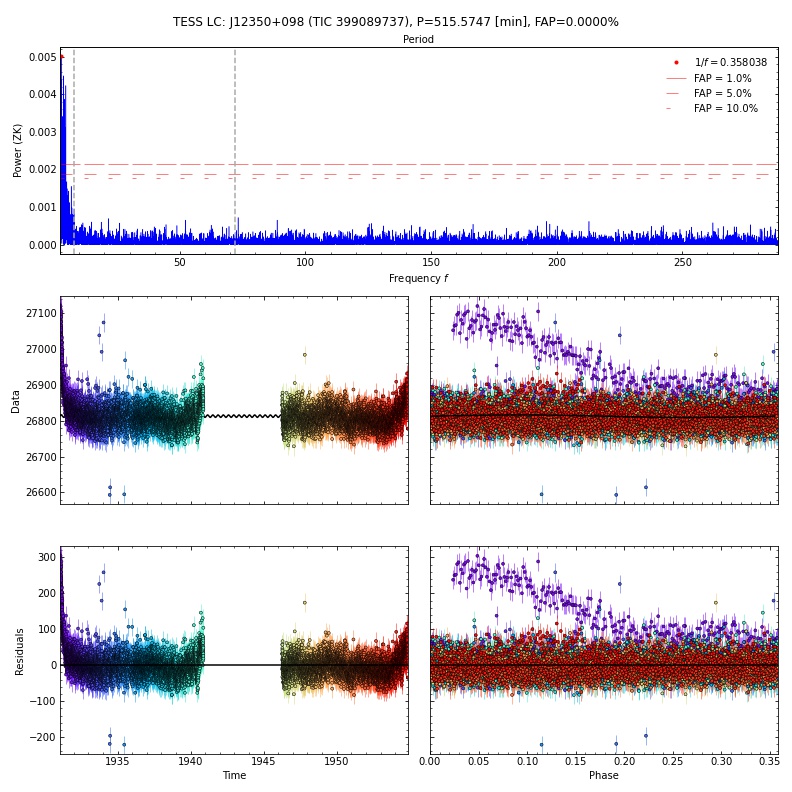 TESS LC: J12350+098 (TIC 399089737), P=515.5747 [min], FAP=0.0000%
Period
0.005
0.004
0.003
0.002
0.001
0.000
Power (ZK)
1/f = 0.358038
FAP = 1.0%
FAP = 5.0%
FAP = 10.0%
50
100
150
200
250
Frequency f
27100
27000
26900
26800
26700
26600
Data
300
200
100
0
−100
−200
Residuals
1935
1940
1945
1950
Time
0.00
0.05
0.10
0.15
0.20
0.25
0.30
0.35
Phase